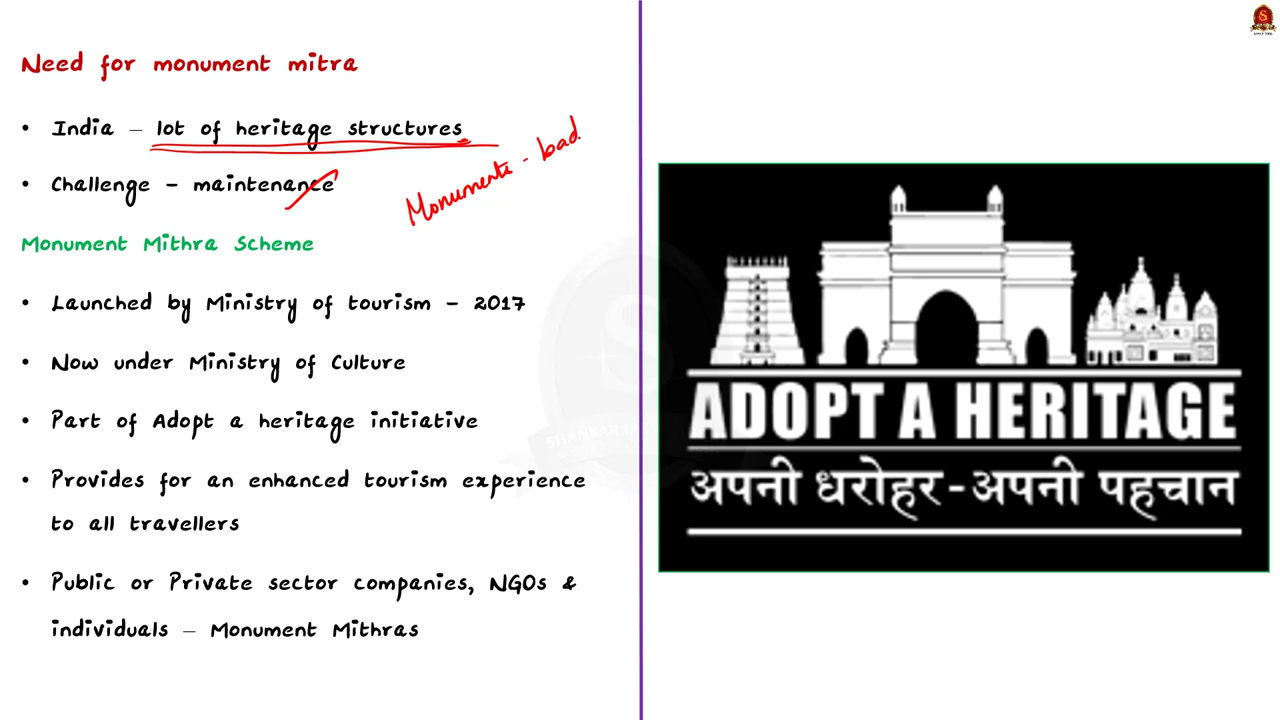 Need for monument mitra
• India – lot of heritage structures
Monuments - bad.
• Challenge – maintenance
Monument Mithra Scheme
• Launched by Ministry of tourism – 2017
• Now under Ministry of Culture
• Part of Adopt a heritage initiative
• Provides for an enhanced tourism experience
to all travellers
• Public or Private sector companies, NGOs &
individuals – Monument Mithras
ADOPT A HERITAGE
अपनी धरोहर-अपनी पहचान